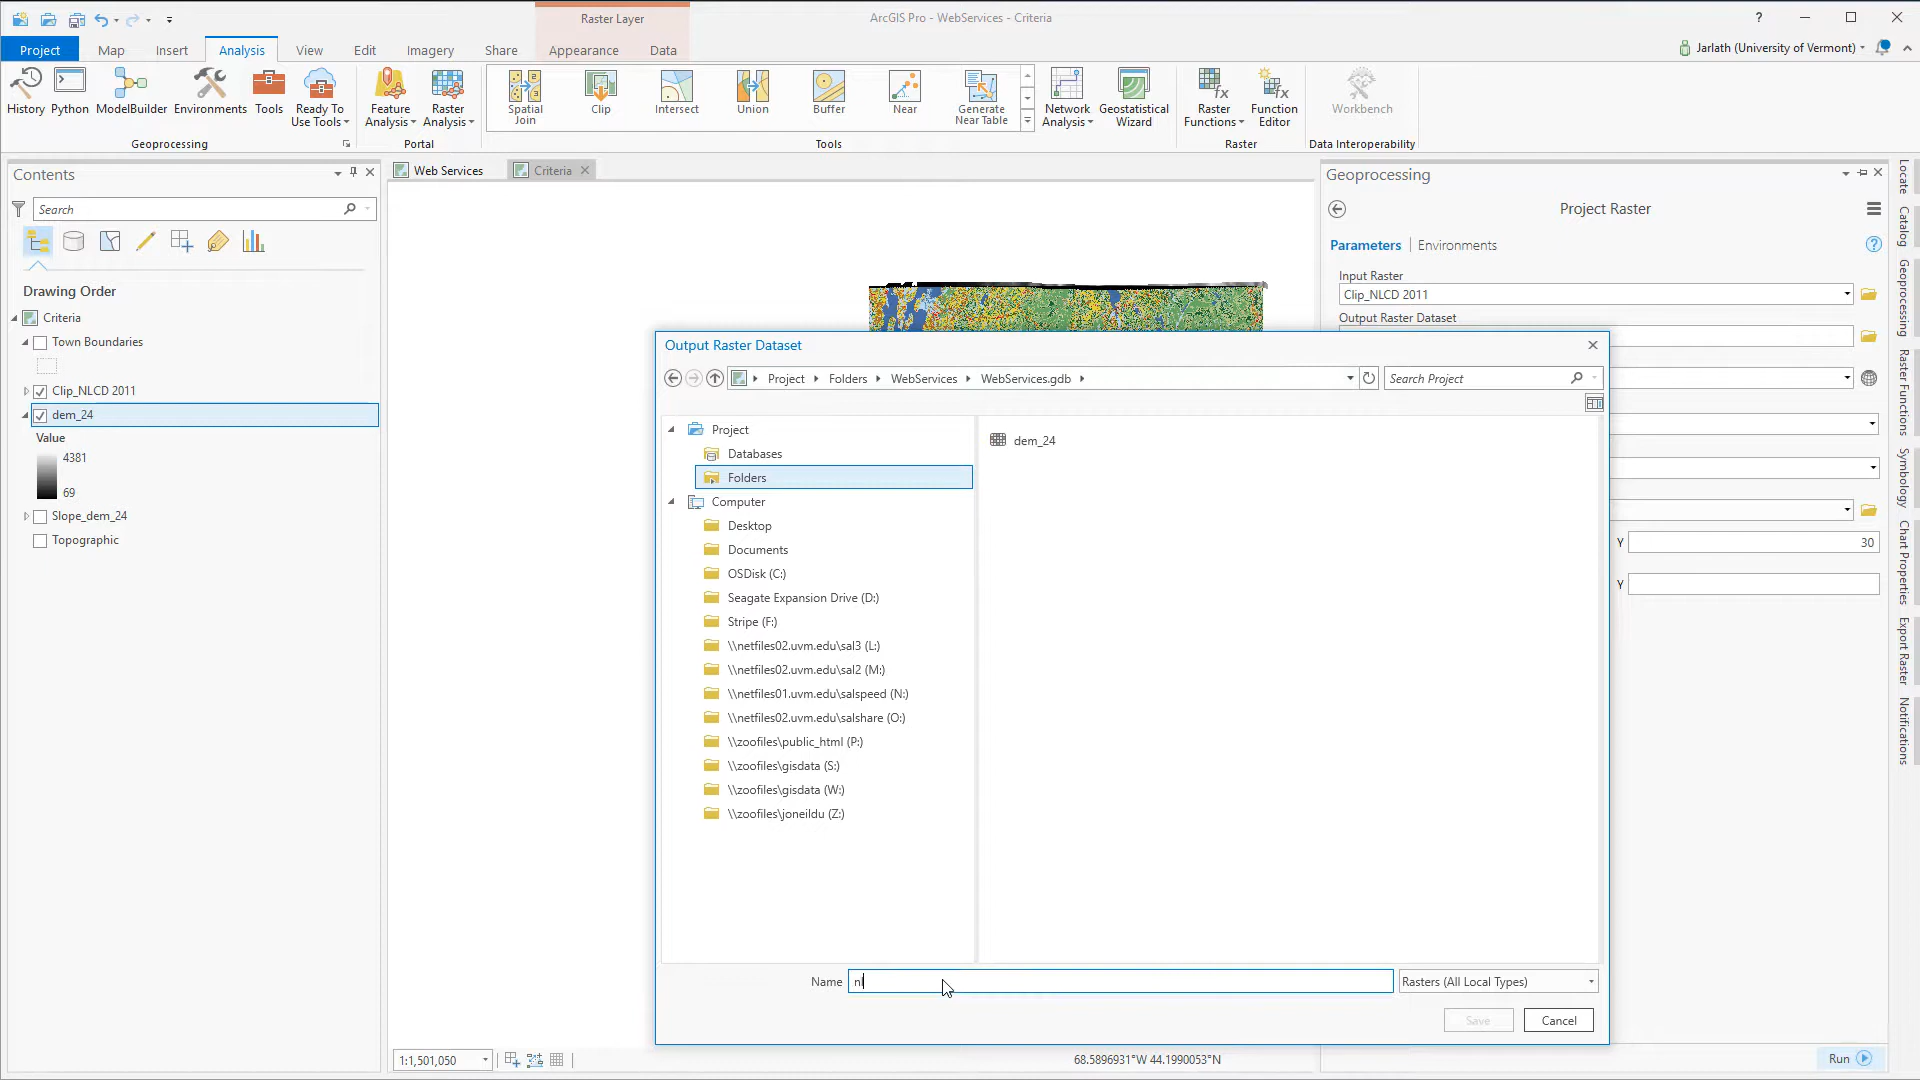 Raster Layer
ArcGIS Pro - WebServices - Criteria
?
Project
Map
Insert
Analysis
View
Edit
Imagery
Share
Appearance
Data
Jarlath (University of Vermont)
History
Python
ModelBuilder
Environments
Tools
Ready To
Use Tools
Feature
Analysis
Raster
Analysis
Spatial
Join
Clip
Intersect
Union
Buffer
Near
Generate
Near Table
Network
Analysis
Geostatistical
Wizard
Raster
Functions
Function
Editor
Workbench
Geoprocessing
Portal
Tools
Raster
Data Interoperability
Contents
Search
Drawing Order
Criteria
Town Boundaries
Clip_NLCD 2011
dem_24
Value
4381
69
Slope_dem_24
Topographic
Web Services
Criteria
Output Raster Dataset
Project
Folders
WebServices
WebServices.gdb
Search Project
Project
Databases
Folders
Computer
Desktop
Documents
OSDisk (C:)
Seagate Expansion Drive (D:)
Stripe (F:)
\\netfiles02.uvm.edu\sal3 (L:)
\\netfiles02.uvm.edu\sal2 (M:)
\\netfiles01.uvm.edu\salspeed (N:)
\\netfiles02.uvm.edu\salshare (O:)
\\zoofiles\public_html (P:)
\\zoofiles\gisdata (S:)
\\zoofiles\gisdata (W:)
\\zoofiles\joneildu (Z:)
dem_24
Name
nl
Rasters (All Local Types)
Save
Cancel
1:1,501,050
68.5896931°W 44.1990053°N
Geoprocessing
Project Raster
Parameters
Environments
?
Input Raster
Clip_NLCD 2011
Output Raster Dataset
Y
30
Y
Run
Locate
Catalog
Geoprocessing
Raster Functions
Symbology
Chart Properties
Export Raster
Notifications